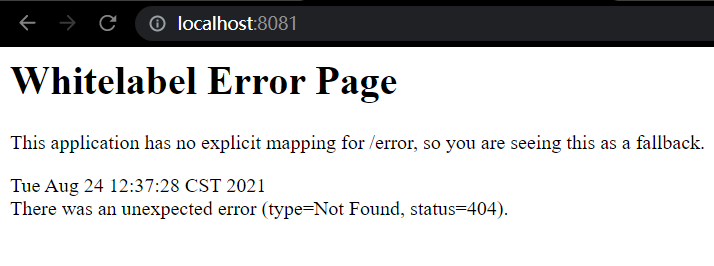 localhost:8081
Whitelabel Error Page
This application has no explicit mapping for /error, so you are seeing this as a fallback.
Tue Aug 24 12:37:28 CST 2021
There was an unexpected error (type=Not Found, status=404).